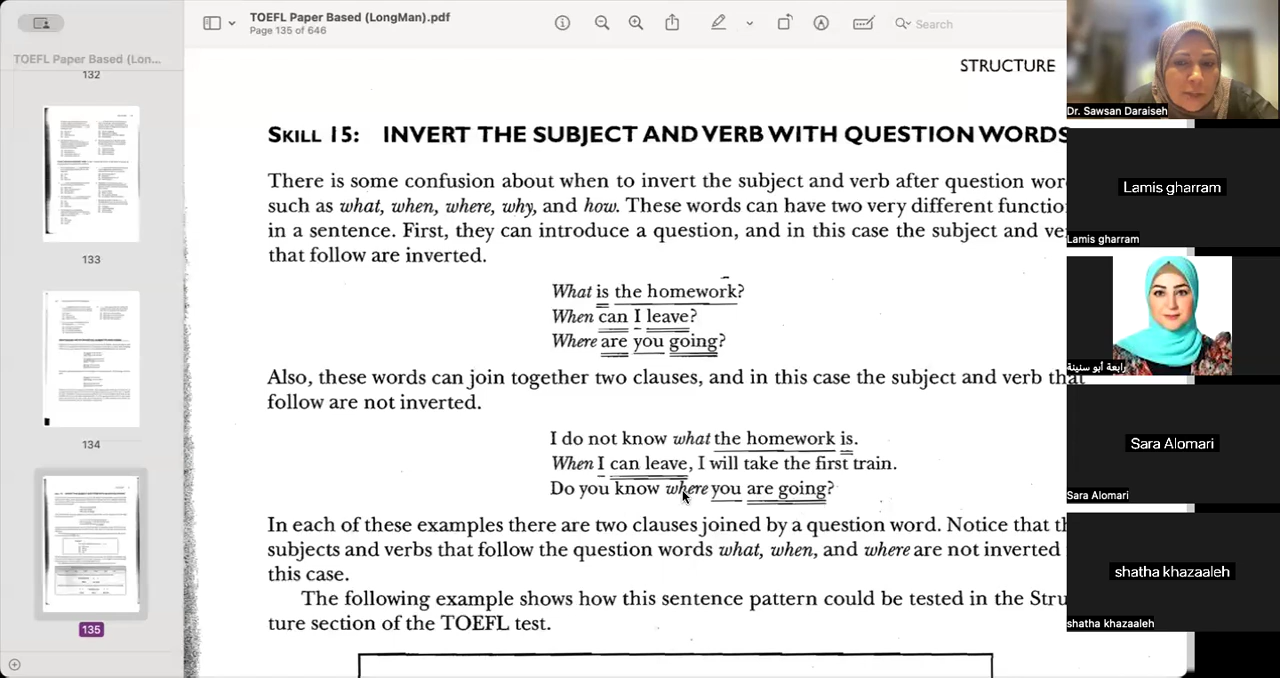 TOEFL Paper Based (LongMan).pdf
Page 135 of 646
Search
TOEFL Paper Based (Lon...
132
133
134
135
STRUCTURE
SKILL 15: INVERT THE SUBJECT AND VERB WITH QUESTION WORDS
There is some confusion about when to invert the subject and verb after question wor
such as what, when, where, why, and how. These words can have two very different functio
in a sentence. First, they can introduce a question, and in this case the subject and ve
that follow are inverted.
What is the homework?
When can I leave?
Where are you going?
Also, these words can join together two clauses, and in this case the subject and verb that
follow are not inverted.
I do not know what the homework is.
When I can leave, I will take the first train.
Do you know where you are going?
In each of these examples there are two clauses joined by a question word. Notice that th
subjects and verbs that follow the question words what, when, and where are not inverted
this case.
The following example shows how this sentence pattern could be tested in the Stru
ture section of the TOEFL test.
Dr. Sawsan Daraiseh
Lamis gharram
Lamis gharram
رابعة أبو سنينة
Sara Alomari
Sara Alomari
shatha khazaaleh
shatha khazaaleh